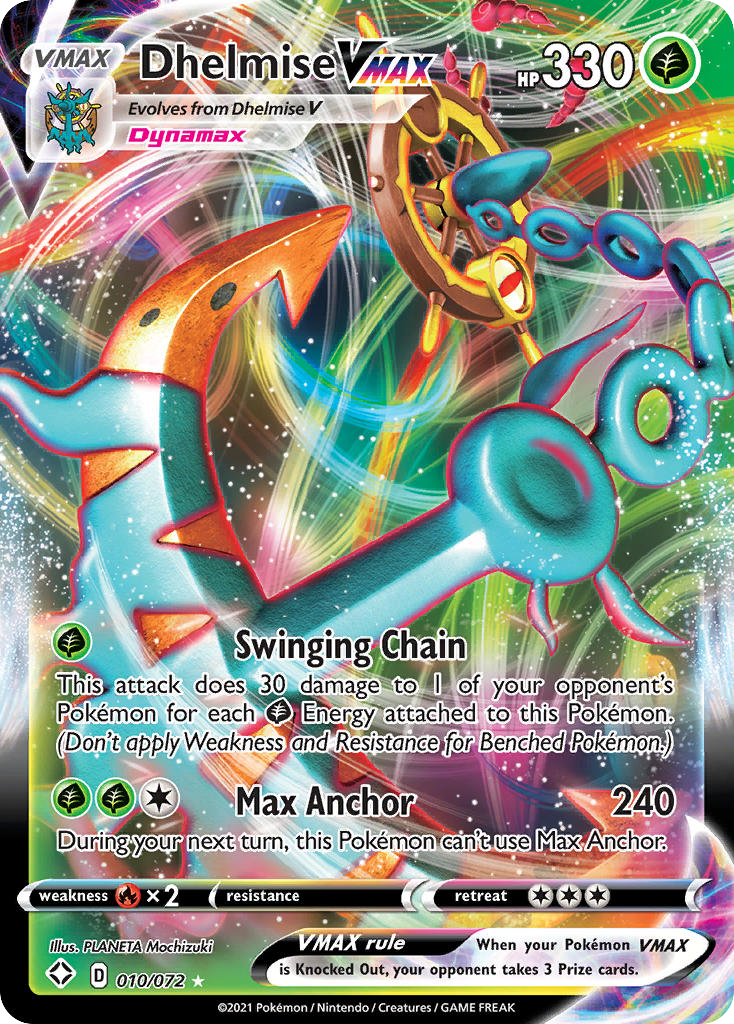 VMAX Dhelmise VMAX HP 330
Evolves from Dhelmise V
Dynamax
Swinging Chain
This attack does 30 damage to 1 of your opponent's
Pokémon for each Energy attached to this Pokémon.
(Don't apply Weakness and Resistance for Benched Pokémon.)
Max Anchor 240
During your next turn, this Pokémon can't use Max Anchor.
weakness ×2 resistance retreat
Illus. PLANETA Mochizuki
VMAX rule When your Pokémon VMAX
is Knocked Out, your opponent takes 3 Prize cards.
D 010/072
©2021 Pokémon / Nintendo / Creatures / GAME FREAK